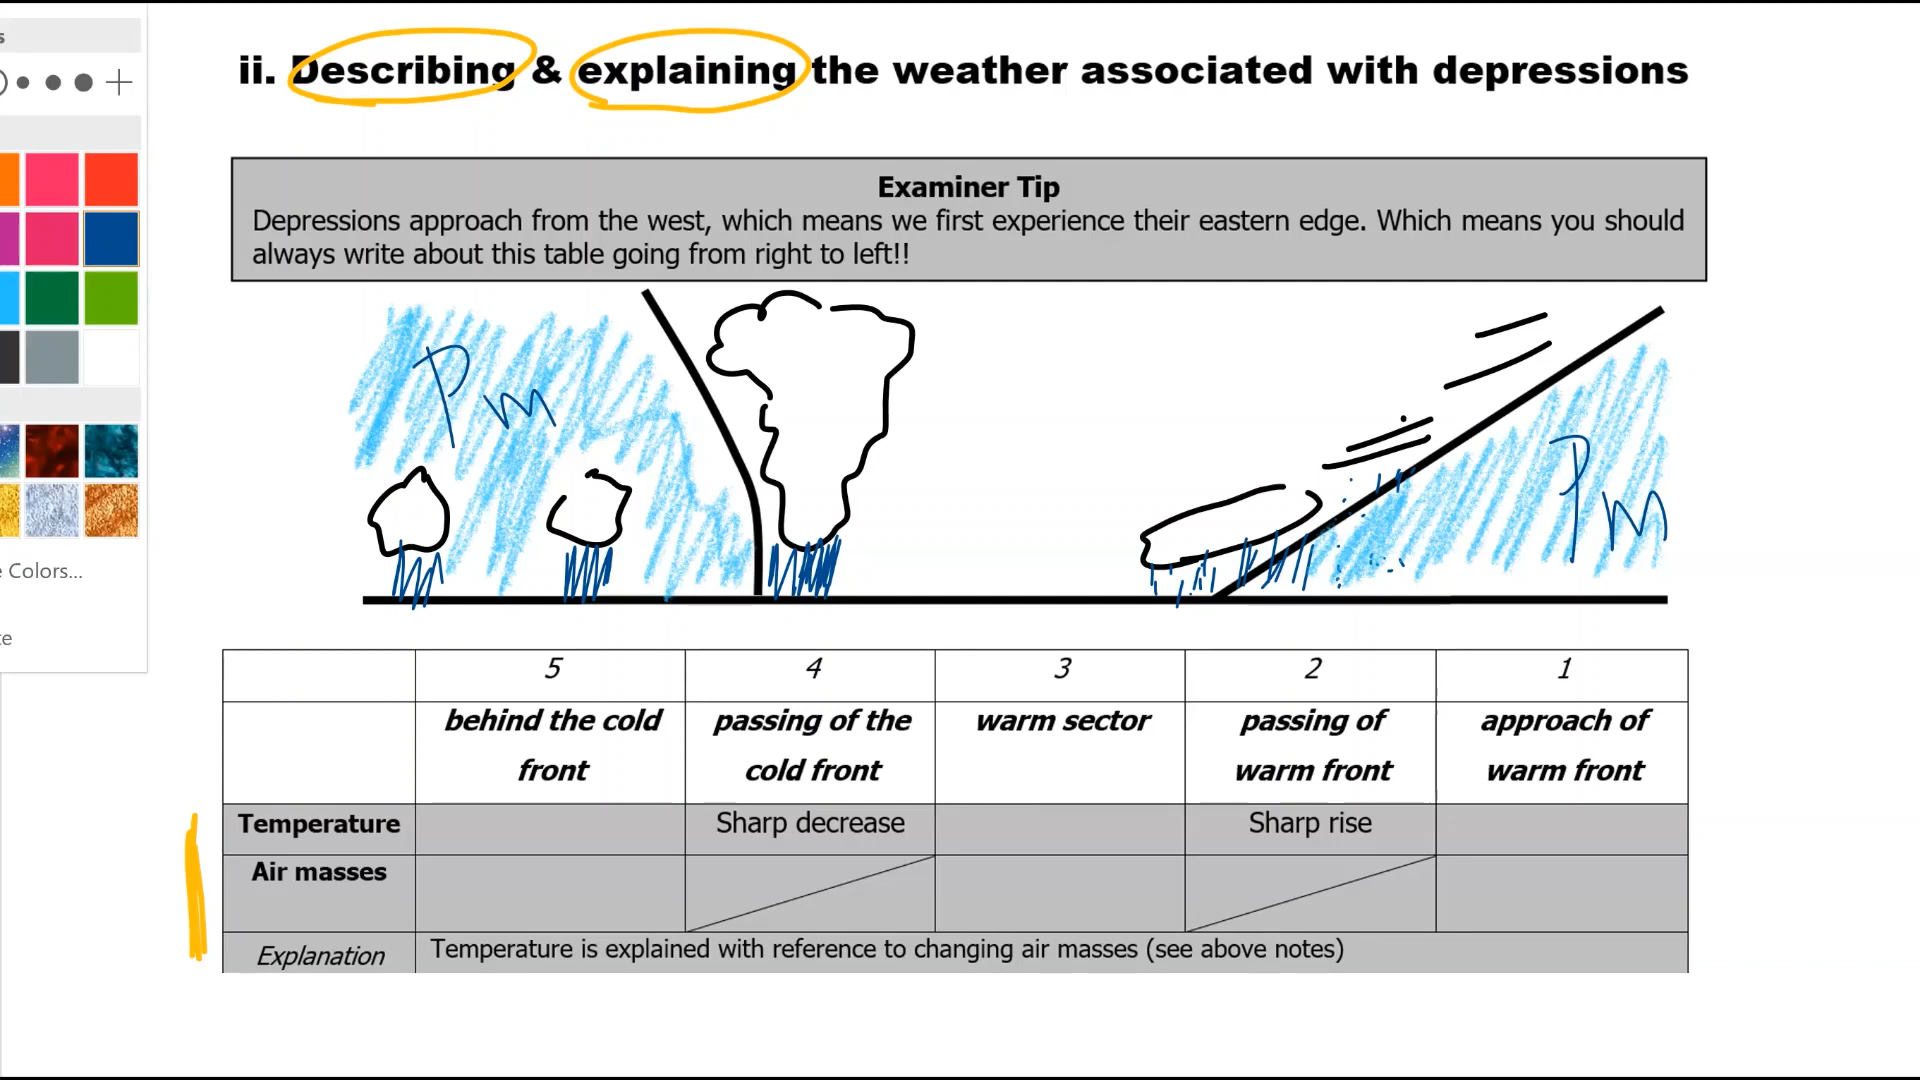 s
ii. Describing & explaining the weather associated with depressions
Examiner Tip
Depressions approach from the west, which means we first experience their eastern edge. Which means you should
always write about this table going from right to left!!
Pm
Pm
e Colors...
te
5 4 3 2 1
behind the cold front passing of the cold front warm sector passing of warm front approach of warm front
Temperature Sharp decrease Sharp rise
Air masses
Explanation Temperature is explained with reference to changing air masses (see above notes)